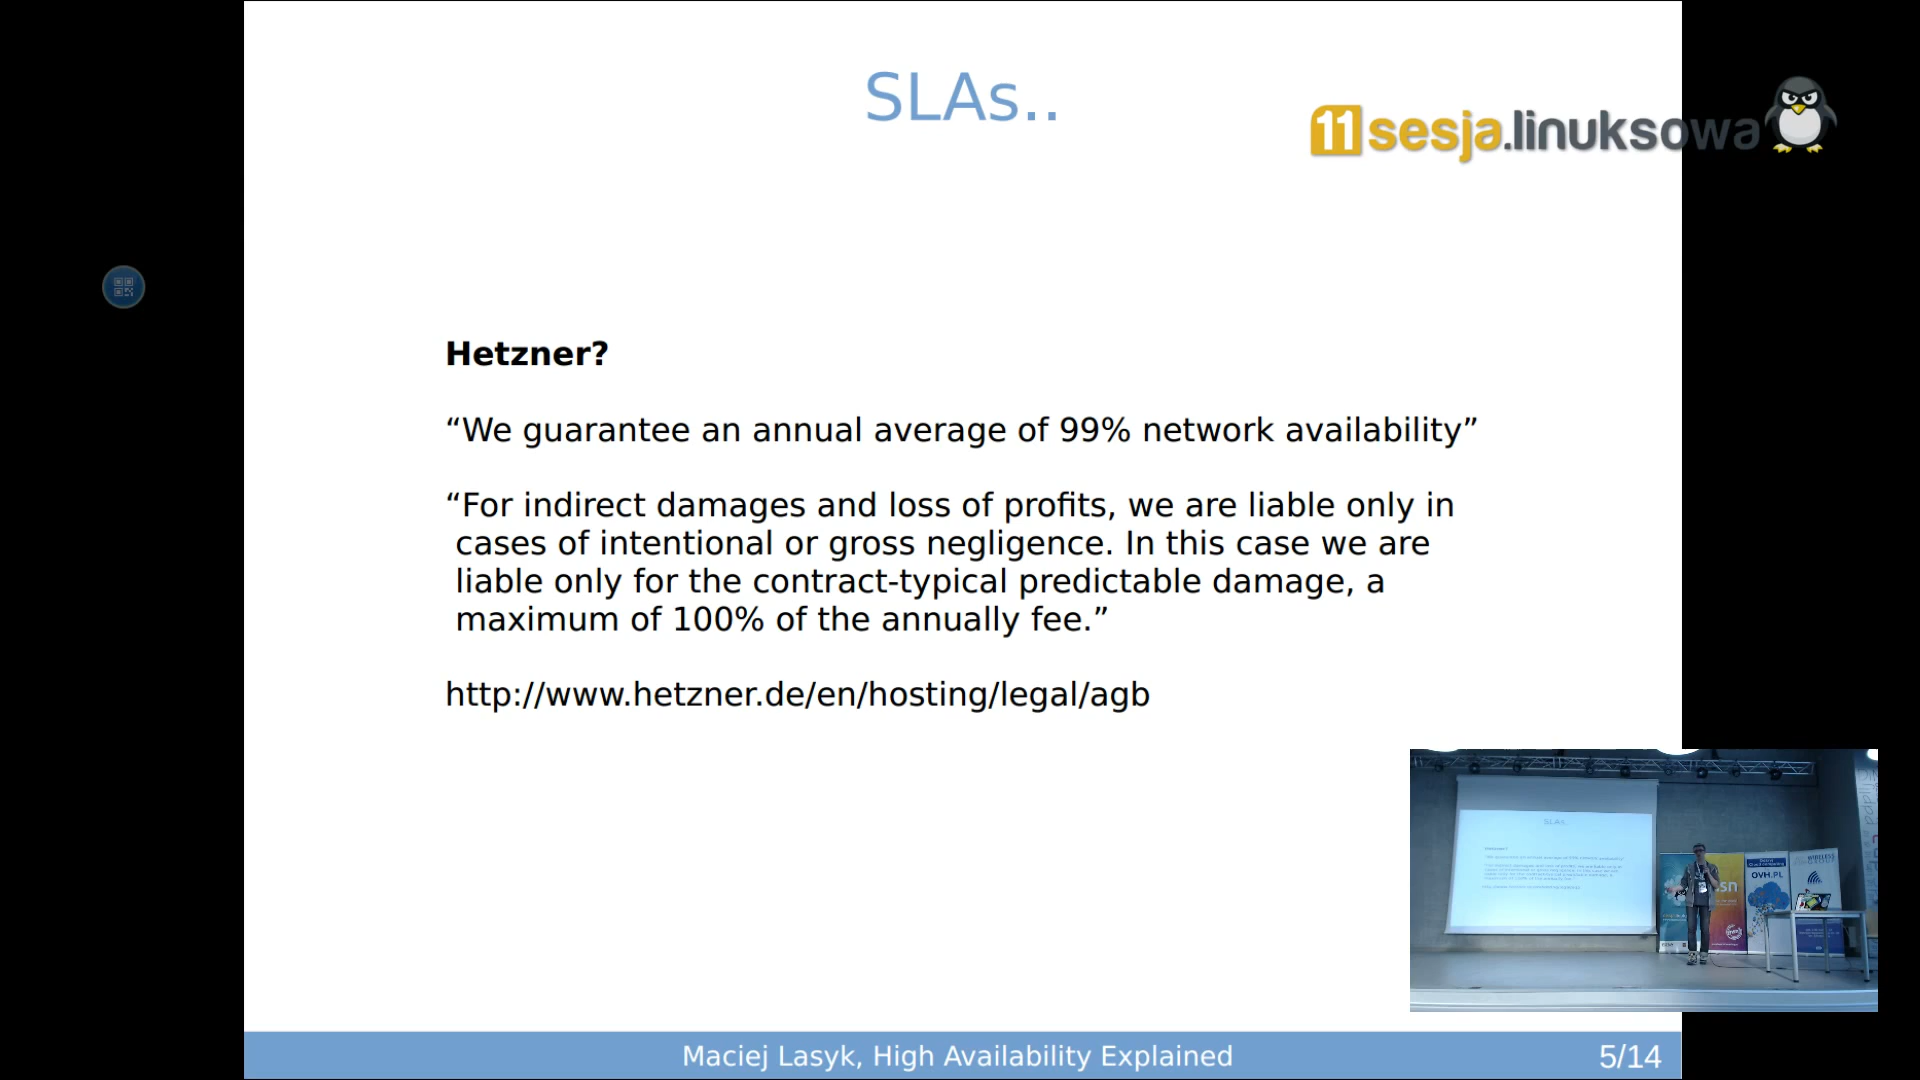 SLAs..
11 sesja.linuksowa
Hetzner?
“We guarantee an annual average of 99% network availability”
“For indirect damages and loss of profits, we are liable only in
cases of intentional or gross negligence. In this case we are
liable only for the contract-typical predictable damage, a
maximum of 100% of the annually fee.”
http://www.hetzner.de/en/hosting/legal/agb
SLAs..
OVH.PL
Maciej Lasyk, High Availability Explained
5/14